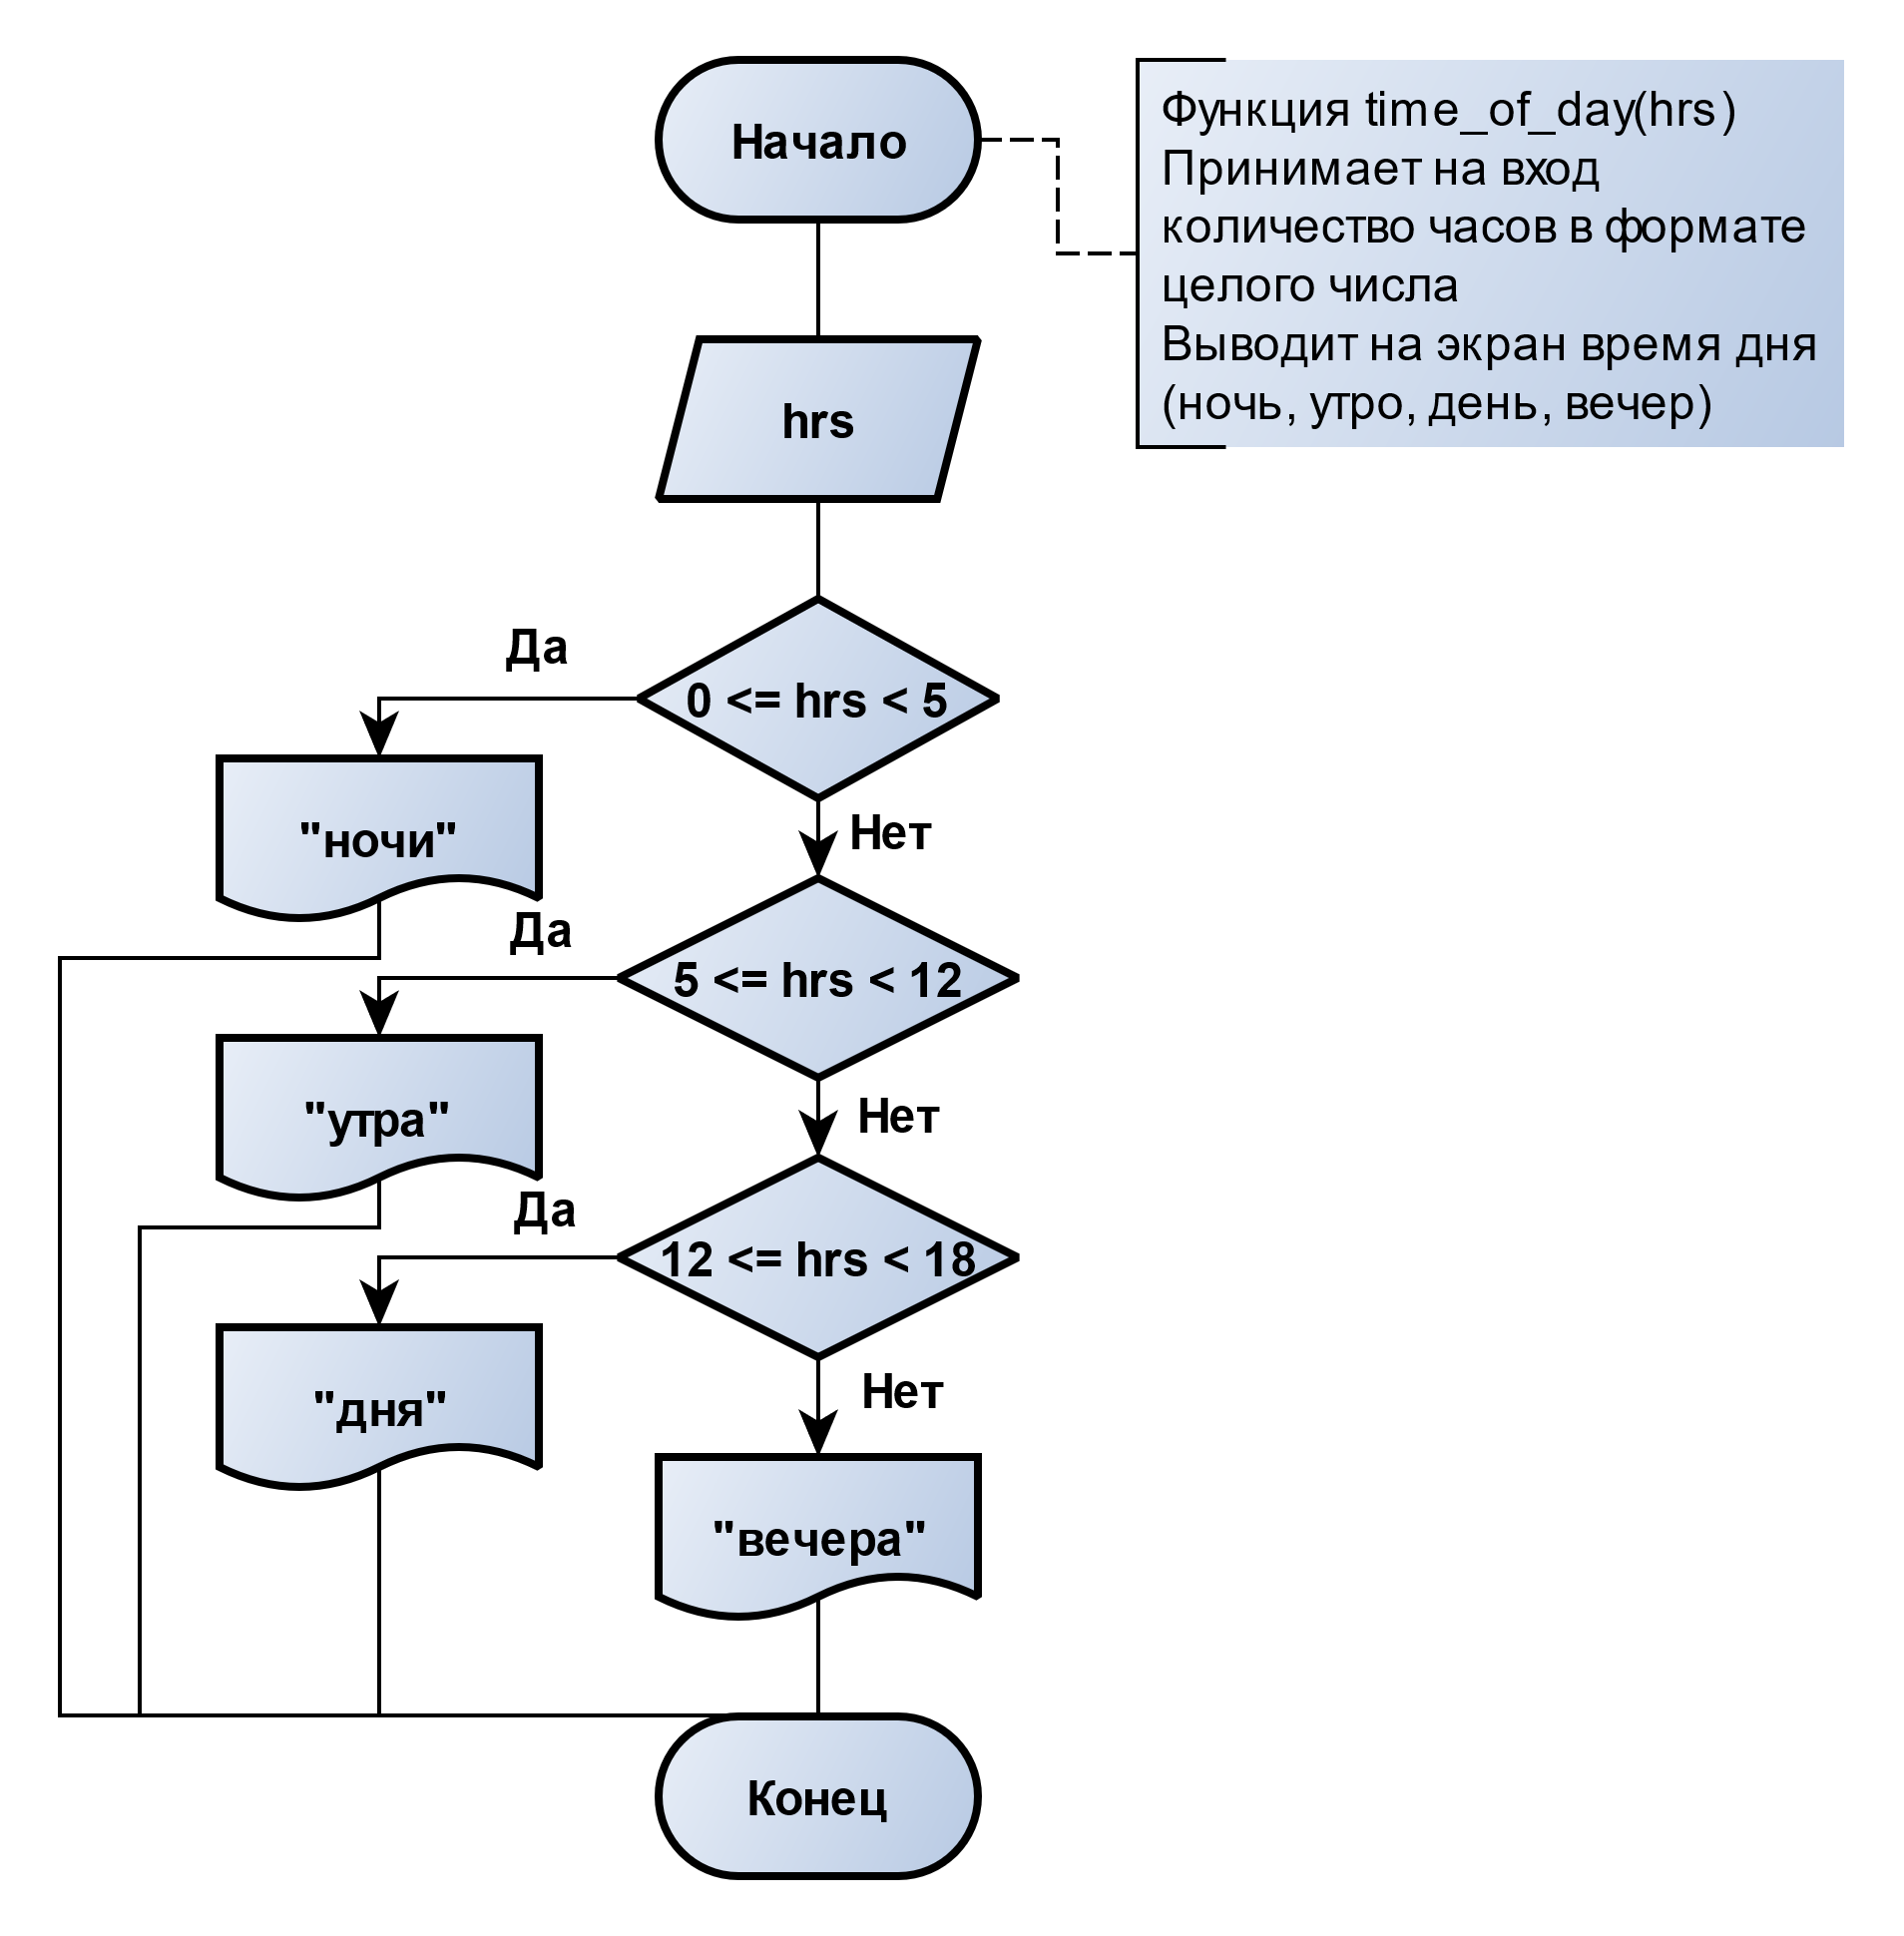 Начало
Функция time_of_day(hrs)
Принимает на вход
количество часов в формате
целого числа
Выводит на экран время дня
(ночь, утро, день, вечер)
hrs
Да
0 <= hrs < 5
"ночи"
Нет
Да
5 <= hrs < 12
"утра"
Нет
Да
12 <= hrs < 18
"дня"
Нет
"вечера"
Конец